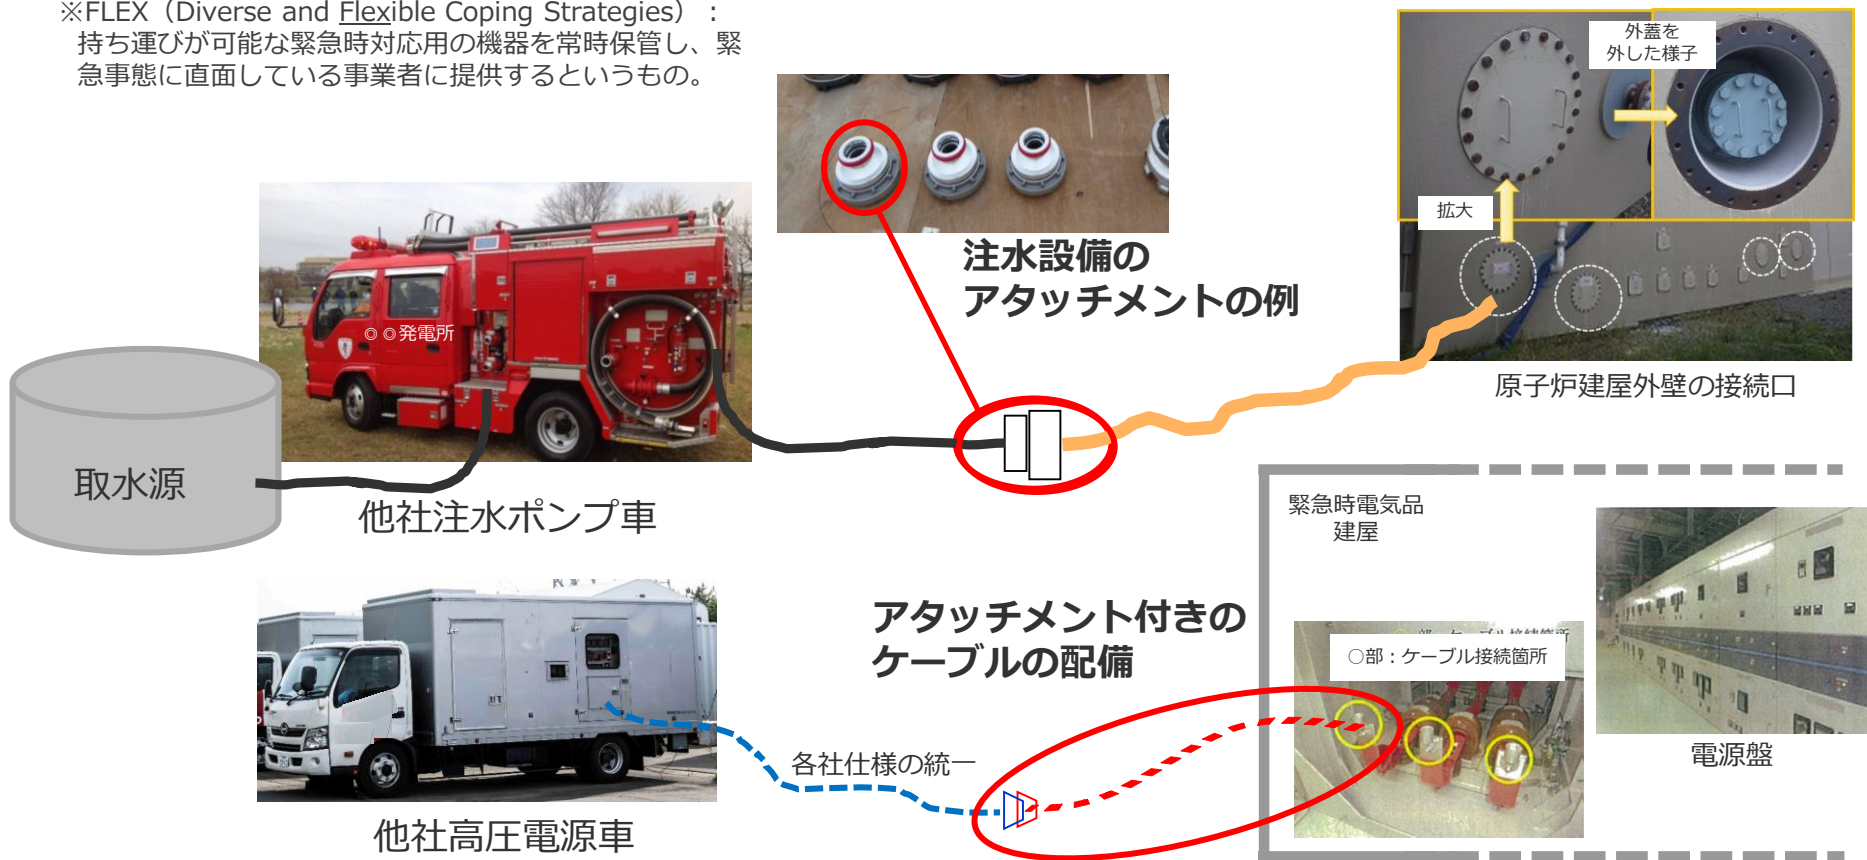 ※FLEX（Diverse and Flexible Coping Strategies）：
持ち運びが可能な緊急時対応用の機器を常時保管し、緊
急事態に直面している事業者に提供するというもの。
外蓋を
外した様子
拡大
注水設備の
アタッチメントの例
◎◎発電所
原子炉建屋外壁の接続口
取水源
他社注水ポンプ車
緊急時電気品
建屋
アタッチメント付きの
ケーブルの配備
○部：ケーブル接続箇所
各社仕様の統一
電源盤
他社高圧電源車